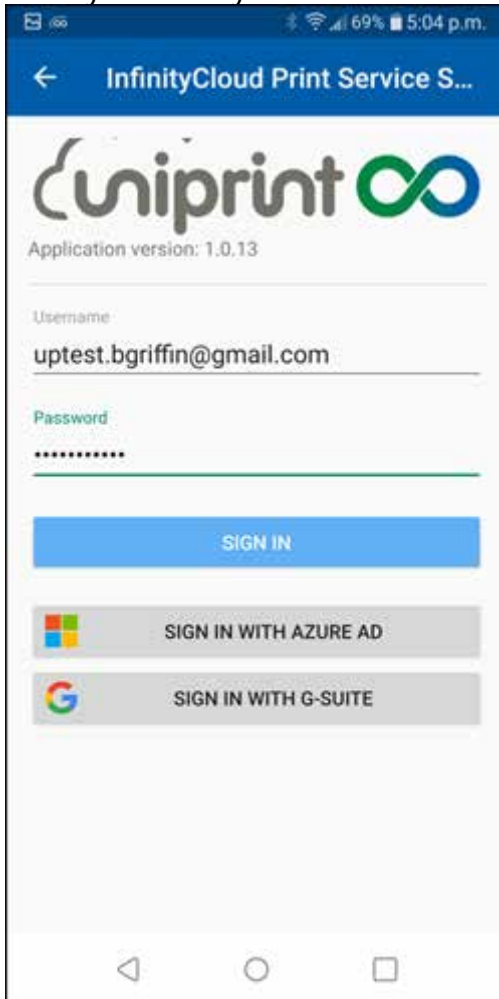 69% 5:04 p.m.
InfinityCloud Print Service S...
uniprint
Application version: 1.0.13
Username
uptest.bgriffin@gmail.com
Password
•••••••••••
SIGN IN
SIGN IN WITH AZURE AD
G SIGN IN WITH G-SUITE